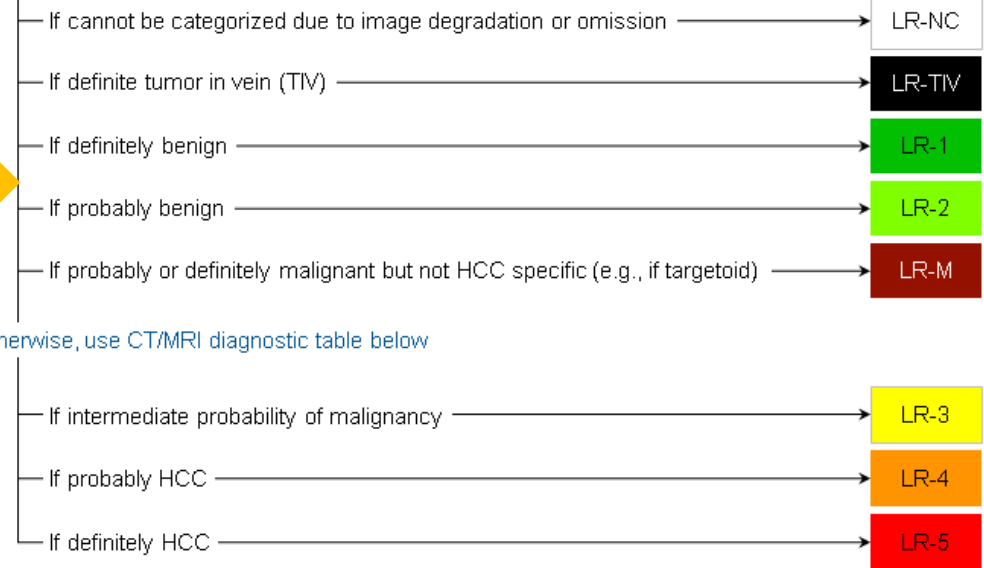 If cannot be categorized due to image degradation or omission LR-NC
If definite tumor in vein (TIV) LR-TIV
If definitely benign LR-1
If probably benign LR-2
If probably or definitely malignant but not HCC specific (e.g., if targetoid) LR-M
herwise, use CT/MRI diagnostic table below
If intermediate probability of malignancy LR-3
If probably HCC LR-4
If definitely HCC LR-5